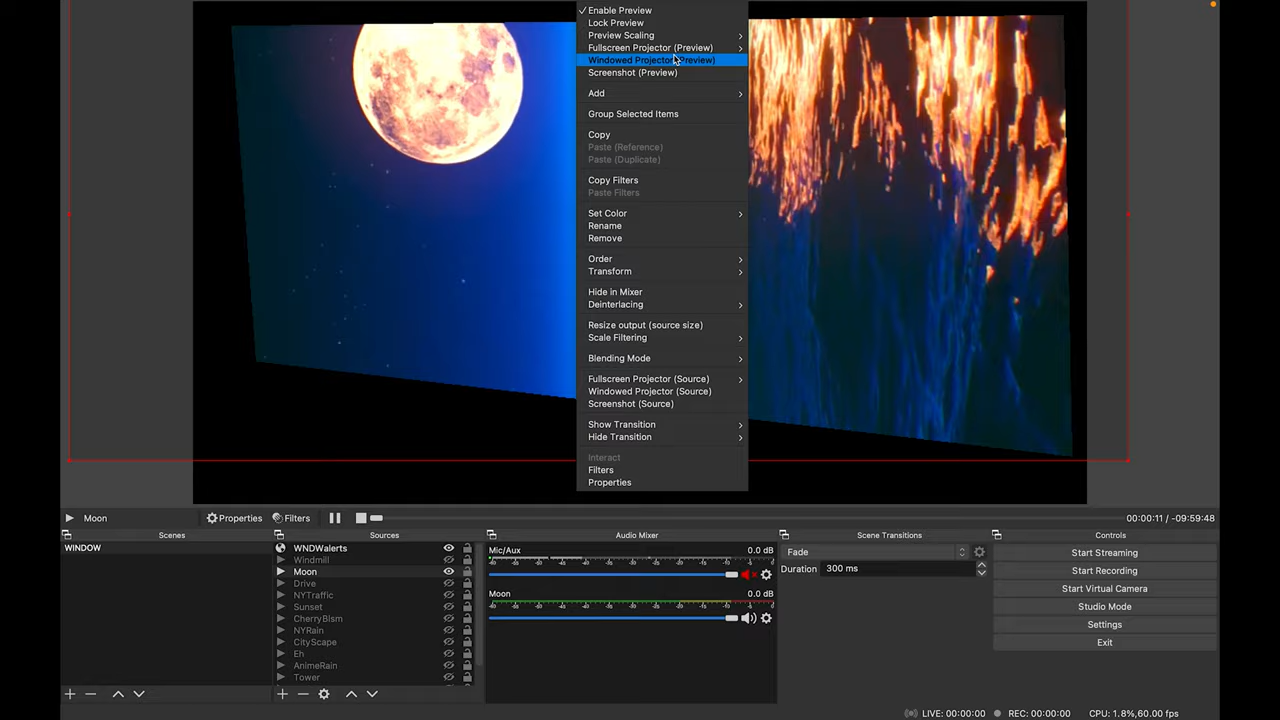 Enable Preview
Lock Preview
Preview Scaling
Fullscreen Projector (Preview)
Windowed Projector (Preview)
Screenshot (Preview)
Add
Group Selected Items
Copy
Paste (Reference)
Paste (Duplicate)
Copy Filters
Paste Filters
Set Color
Rename
Remove
Order
Transform
Hide in Mixer
Deinterlacing
Resize output (source size)
Scale Filtering
Blending Mode
Fullscreen Projector (Source)
Windowed Projector (Source)
Screenshot (Source)
Show Transition
Hide Transition
Interact
Filters
Properties
Moon
Properties
Filters
00:00:11 / -09:59:48
Scenes
WINDOW
Sources
WNDWalerts
Windmill
Moon
Drive
NYTraffic
Sunset
CherryBlsm
NYRain
CityScape
Eh
AnimeRain
Tower
Audio Mixer
Mic/Aux 0.0 dB
Moon 0.0 dB
Scene Transitions
Fade
Duration 300 ms
Controls
Start Streaming
Start Recording
Start Virtual Camera
Studio Mode
Settings
Exit
LIVE: 00:00:00 REC: 00:00:00 CPU: 1.8%,60.00 fps